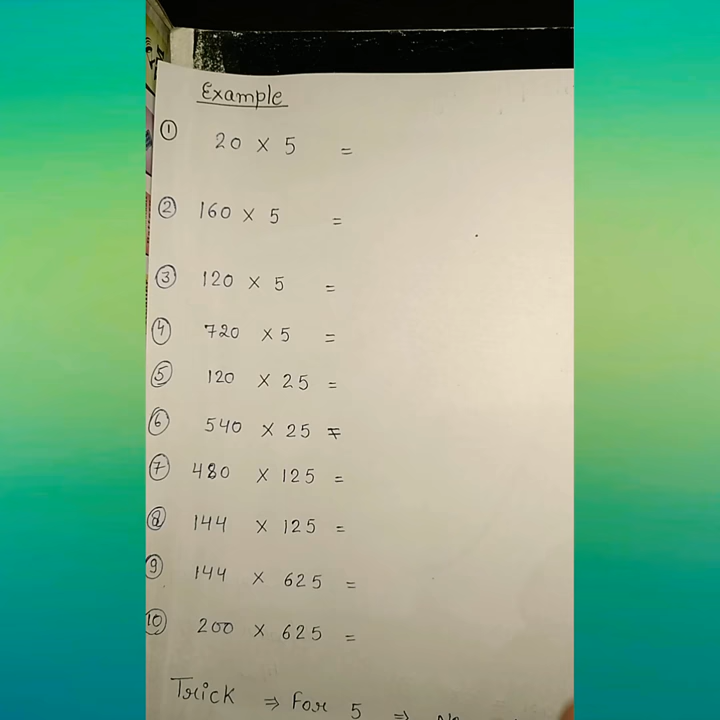 Example
① 20 × 5 =
② 160 × 5 =
③ 120 × 5 =
④ 720 × 5 =
⑤ 120 × 25 =
⑥ 540 × 25 =
⑦ 480 × 125 =
⑧ 144 × 125 =
⑨ 144 × 625 =
⑩ 200 × 625 =
Trick ⇒ For 5 ⇒